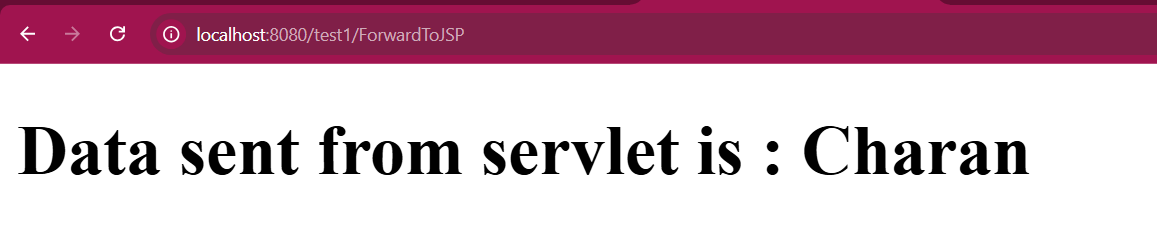 localhost:8080/test1/ForwardToJSP
Data sent from servlet is : Charan